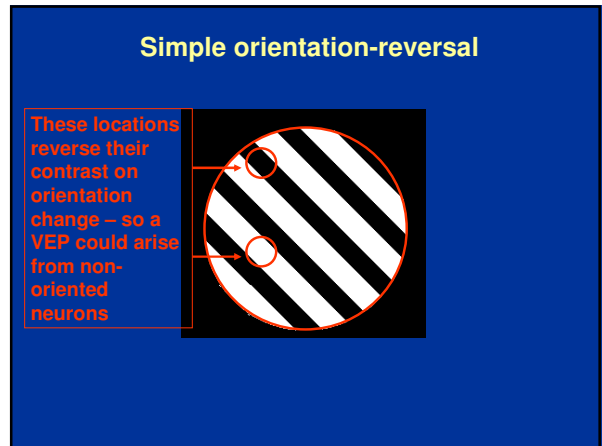 Simple orientation-reversal
These locations
reverse their
contrast on
orientation
change – so a
VEP could arise
from non-
oriented
neurons